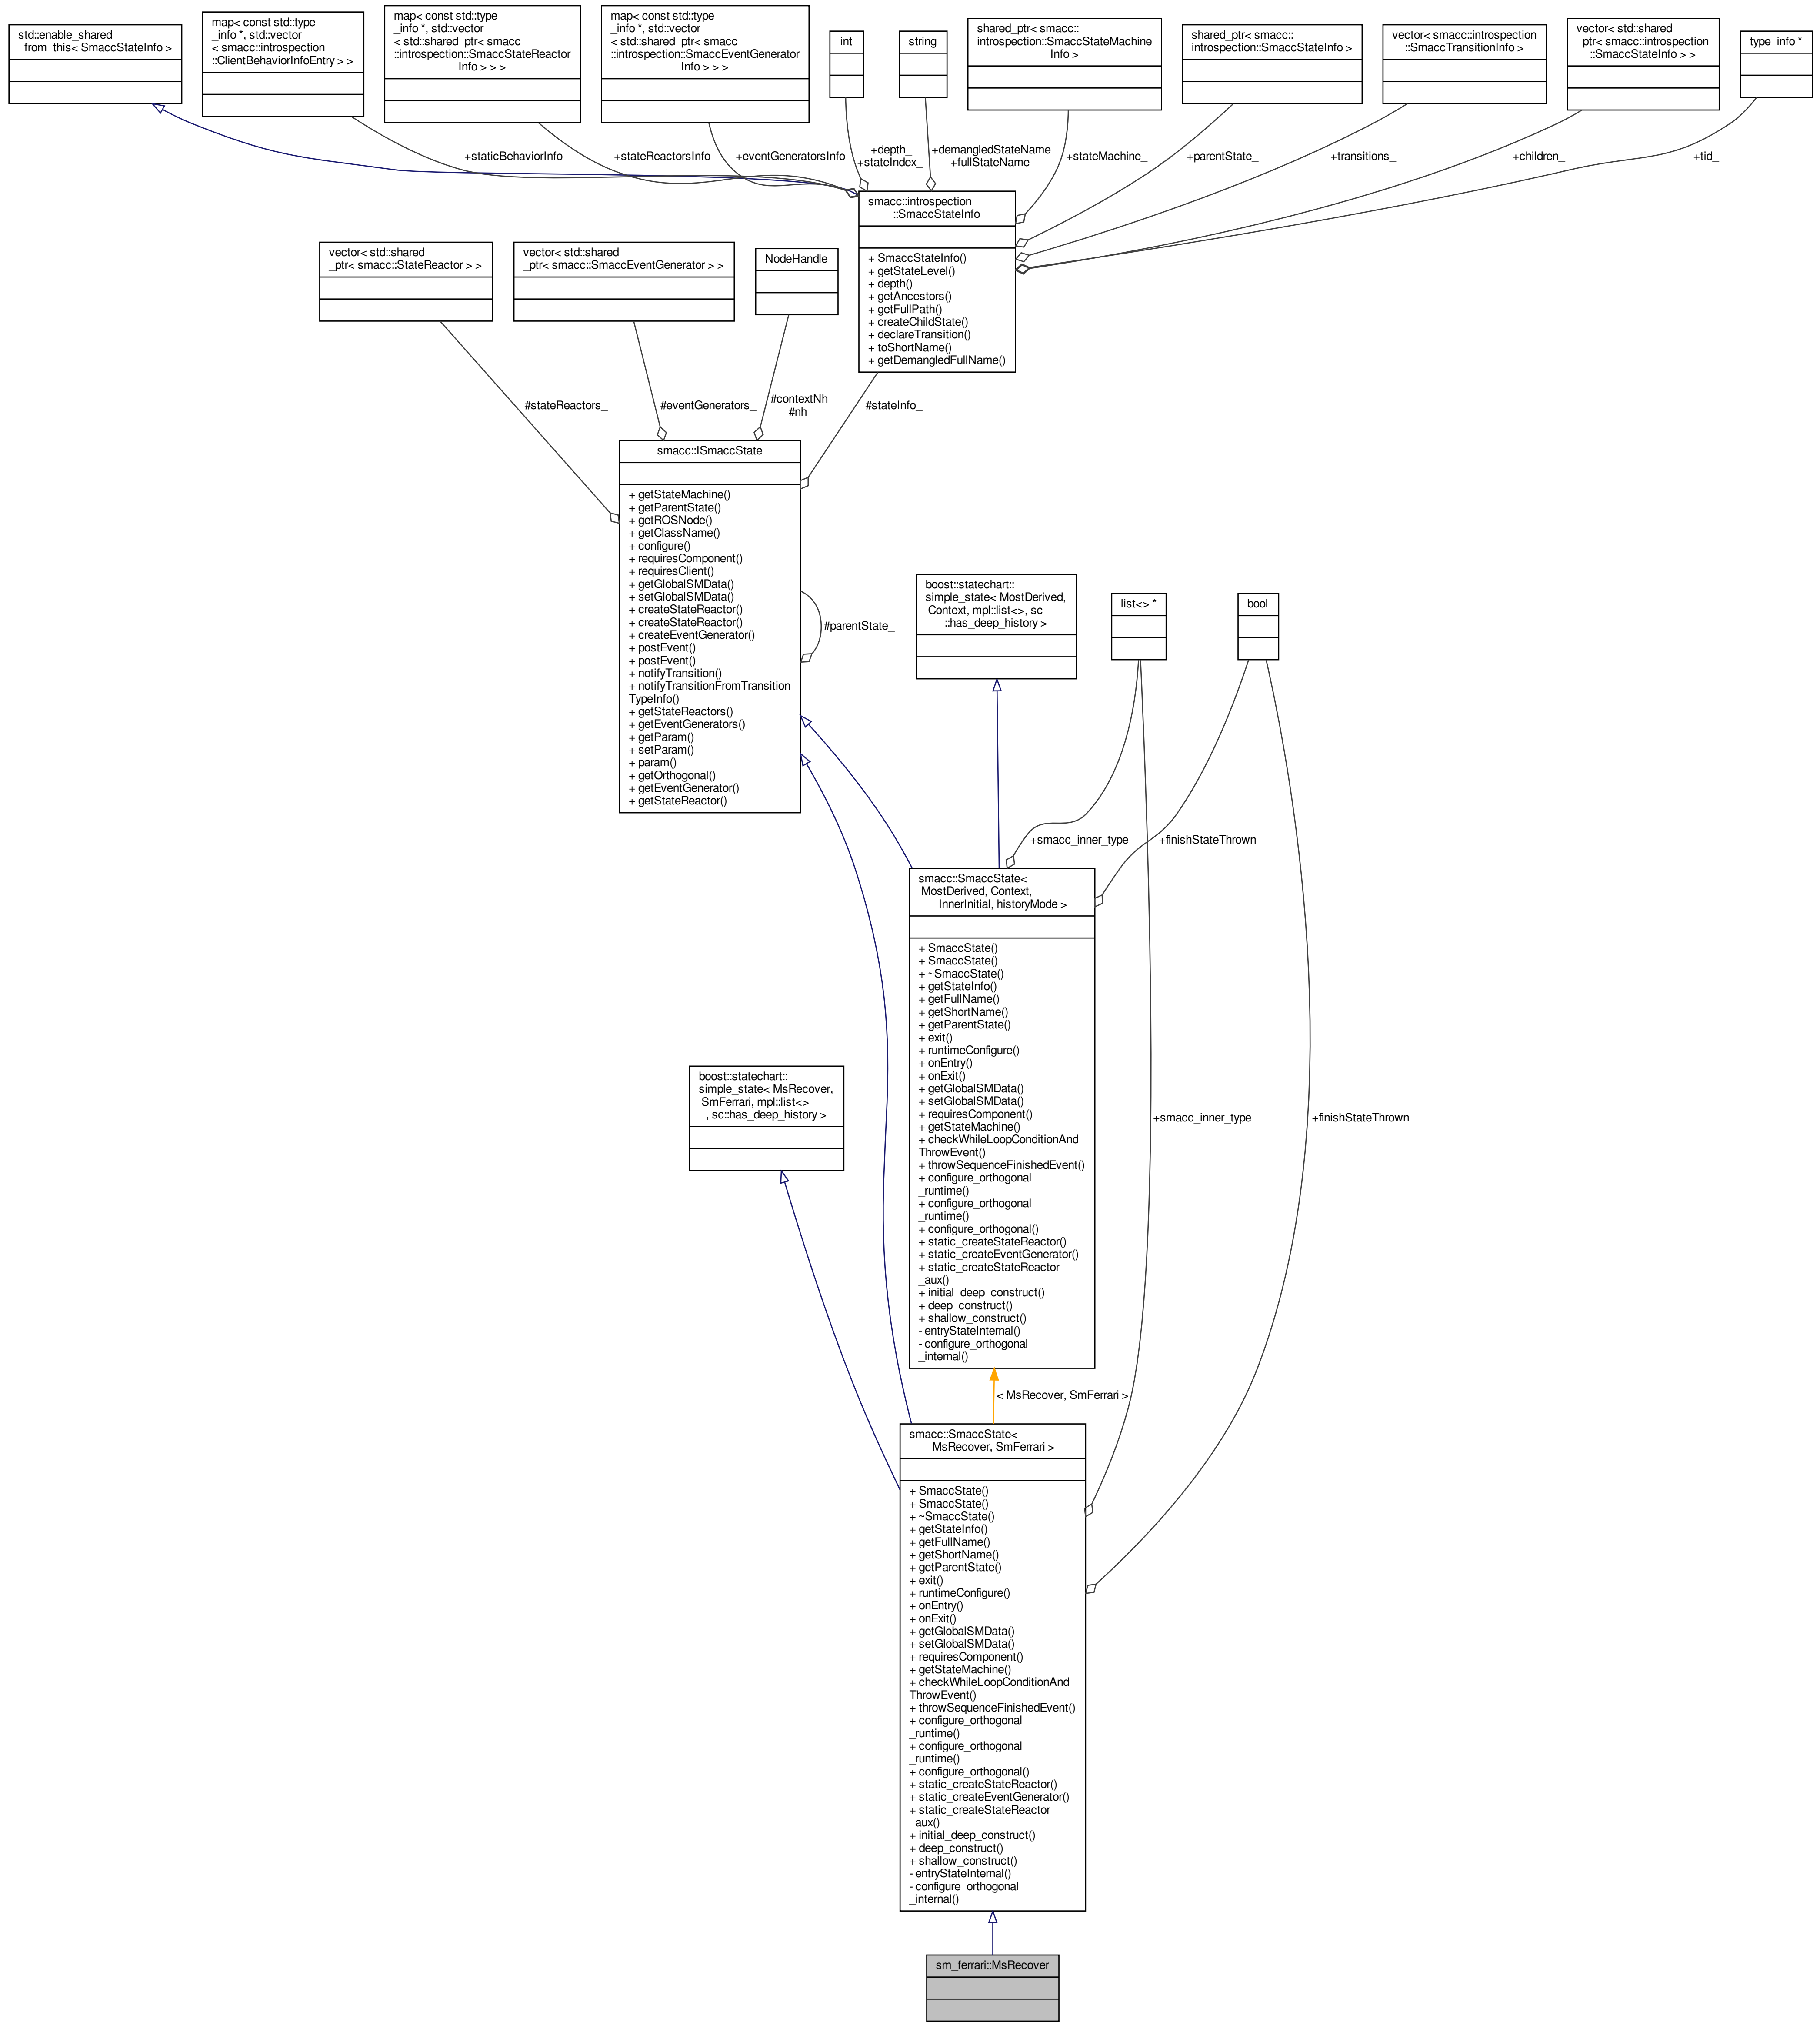 std::enable_shared
_from_this< SmaccStateInfo >
map< const std::type
_info *, std::vector
< smacc::introspection
::ClientBehaviorInfoEntry > >
map< const std::type
_info *, std::vector
< std::shared_ptr< smacc
::introspection::SmaccStateReactor
Info > > >
map< const std::type
_info *, std::vector
< std::shared_ptr< smacc
::introspection::SmaccEventGenerator
Info > > >
int
string
shared_ptr< smacc::
introspection::SmaccStateMachine
Info >
shared_ptr< smacc::
introspection::SmaccStateInfo >
vector< smacc::introspection
::SmaccTransitionInfo >
vector< std::shared
_ptr< smacc::introspection
::SmaccStateInfo > >
type_info *
+staticBehaviorInfo
+stateReactorsInfo
+eventGeneratorsInfo
+depth_
+stateIndex_
+demangledStateName
+fullStateName
+stateMachine_
+parentState_
+transitions_
+children_
+tid_
smacc::introspection
::SmaccStateInfo
+ SmaccStateInfo()
+ getStateLevel()
+ depth()
+ getAncestors()
+ getFullPath()
+ createChildState()
+ declareTransition()
+ toShortName()
+ getDemangledFullName()
vector< std::shared
_ptr< smacc::StateReactor > >
vector< std::shared
_ptr< smacc::SmaccEventGenerator > >
NodeHandle
#stateReactors_
#eventGenerators_
#contextNh
#nh
#stateInfo_
smacc::ISmaccState
+ getStateMachine()
+ getParentState()
+ getROSNode()
+ getClassName()
+ configure()
+ requiresComponent()
+ requiresClient()
+ getGlobalSMData()
+ setGlobalSMData()
+ createStateReactor()
+ createStateReactor()
+ createEventGenerator()
+ postEvent()
+ postEvent()
+ notifyTransition()
+ notifyTransitionFromTransition
TypeInfo()
+ getStateReactors()
+ getEventGenerators()
+ getParam()
+ setParam()
+ param()
+ getOrthogonal()
+ getEventGenerator()
+ getStateReactor()
#parentState_
boost::statechart::
simple_state< MostDerived,
Context, mpl::list<>, sc
::has_deep_history >
list<> *
bool
+smacc_inner_type
+finishStateThrown
smacc::SmaccState<
MostDerived, Context,
InnerInitial, historyMode >
+ SmaccState()
+ SmaccState()
+ ~SmaccState()
+ getStateInfo()
+ getFullName()
+ getShortName()
+ getParentState()
+ exit()
+ runtimeConfigure()
+ onEntry()
+ onExit()
+ getGlobalSMData()
+ setGlobalSMData()
+ requiresComponent()
+ getStateMachine()
+ checkWhileLoopConditionAnd
ThrowEvent()
+ throwSequenceFinishedEvent()
+ configure_orthogonal
_runtime()
+ configure_orthogonal
_runtime()
+ configure_orthogonal()
+ static_createStateReactor()
+ static_createEventGenerator()
+ static_createStateReactor
_aux()
+ initial_deep_construct()
+ deep_construct()
+ shallow_construct()
- entryStateInternal()
- configure_orthogonal
_internal()
boost::statechart::
simple_state< MsRecover,
SmFerrari, mpl::list<>
, sc::has_deep_history >
+smacc_inner_type
+finishStateThrown
< MsRecover, SmFerrari >
smacc::SmaccState<
MsRecover, SmFerrari >
+ SmaccState()
+ SmaccState()
+ ~SmaccState()
+ getStateInfo()
+ getFullName()
+ getShortName()
+ getParentState()
+ exit()
+ runtimeConfigure()
+ onEntry()
+ onExit()
+ getGlobalSMData()
+ setGlobalSMData()
+ requiresComponent()
+ getStateMachine()
+ checkWhileLoopConditionAnd
ThrowEvent()
+ throwSequenceFinishedEvent()
+ configure_orthogonal
_runtime()
+ configure_orthogonal
_runtime()
+ configure_orthogonal()
+ static_createStateReactor()
+ static_createEventGenerator()
+ static_createStateReactor
_aux()
+ initial_deep_construct()
+ deep_construct()
+ shallow_construct()
- entryStateInternal()
- configure_orthogonal
_internal()
sm_ferrari::MsRecover